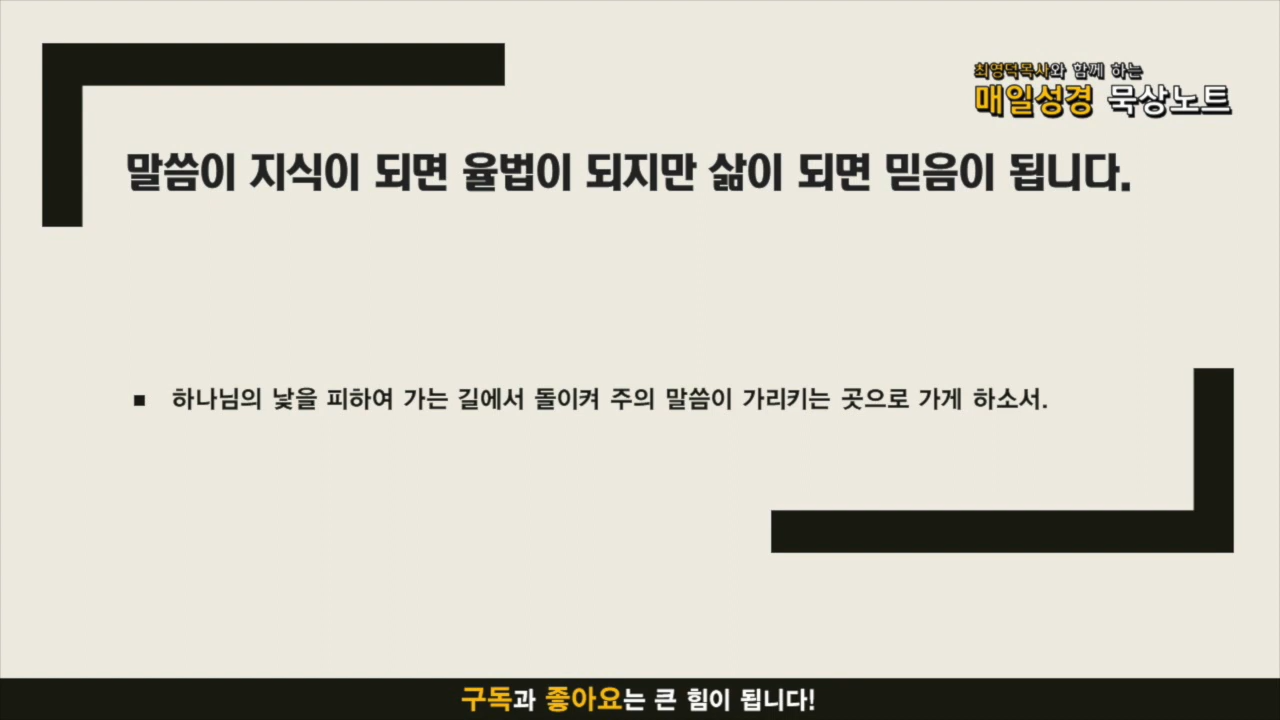 최영덕목사와 함께 하는
매일성경 묵상노트
말씀이 지식이 되면 율법이 되지만 삶이 되면 믿음이 됩니다.
■ 하나님의 낯을 피하여 가는 길에서 돌이켜 주의 말씀이 가리키는 곳으로 가게 하소서.
구독과 좋아요는 큰 힘이 됩니다!